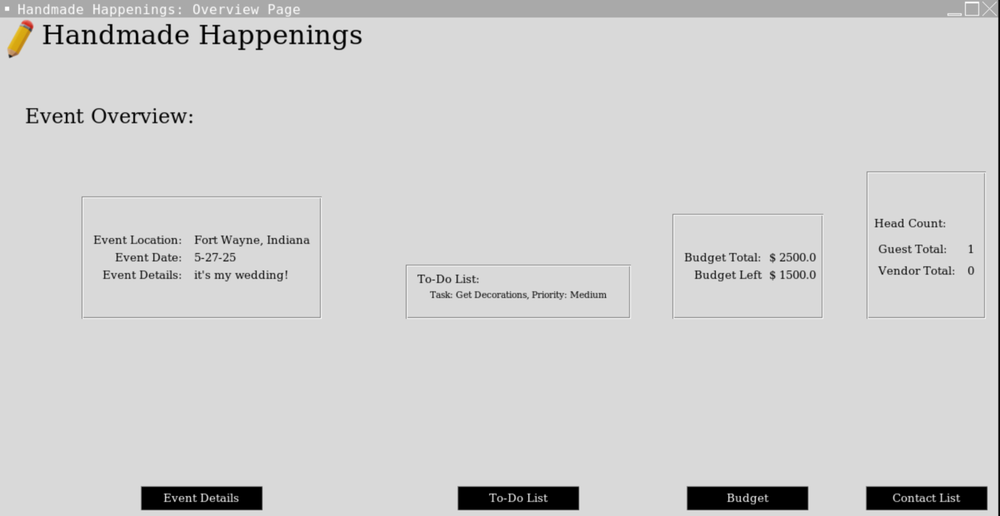 Handmade Happenings: Overview Page
Handmade Happenings
Event Overview:
Event Location: Fort Wayne, Indiana
Event Date: 5-27-25
Event Details: it's my wedding!
To-Do List:
Task: Get Decorations, Priority: Medium
Budget Total: $ 2500.0
Budget Left $ 1500.0
Head Count:
Guest Total: 1
Vendor Total: 0
Event Details
To-Do List
Budget
Contact List